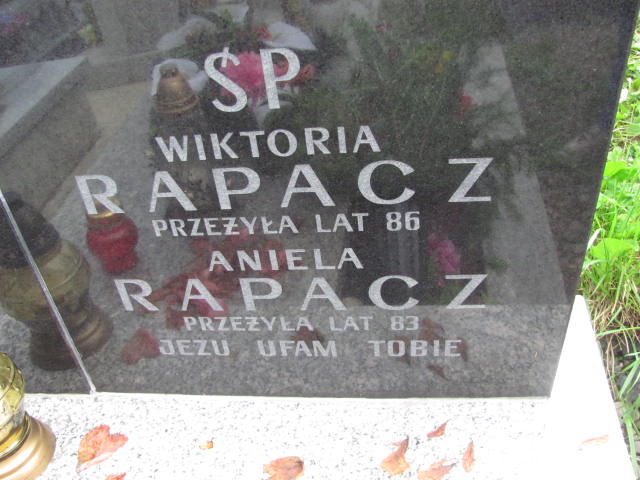 ŚP
WIKTORIA
RAPACZ
PRZEŻYŁA LAT 86
ANIELA
RAPACZ
PRZEŻYŁA LAT 83
JEZU UFAM TOBIE